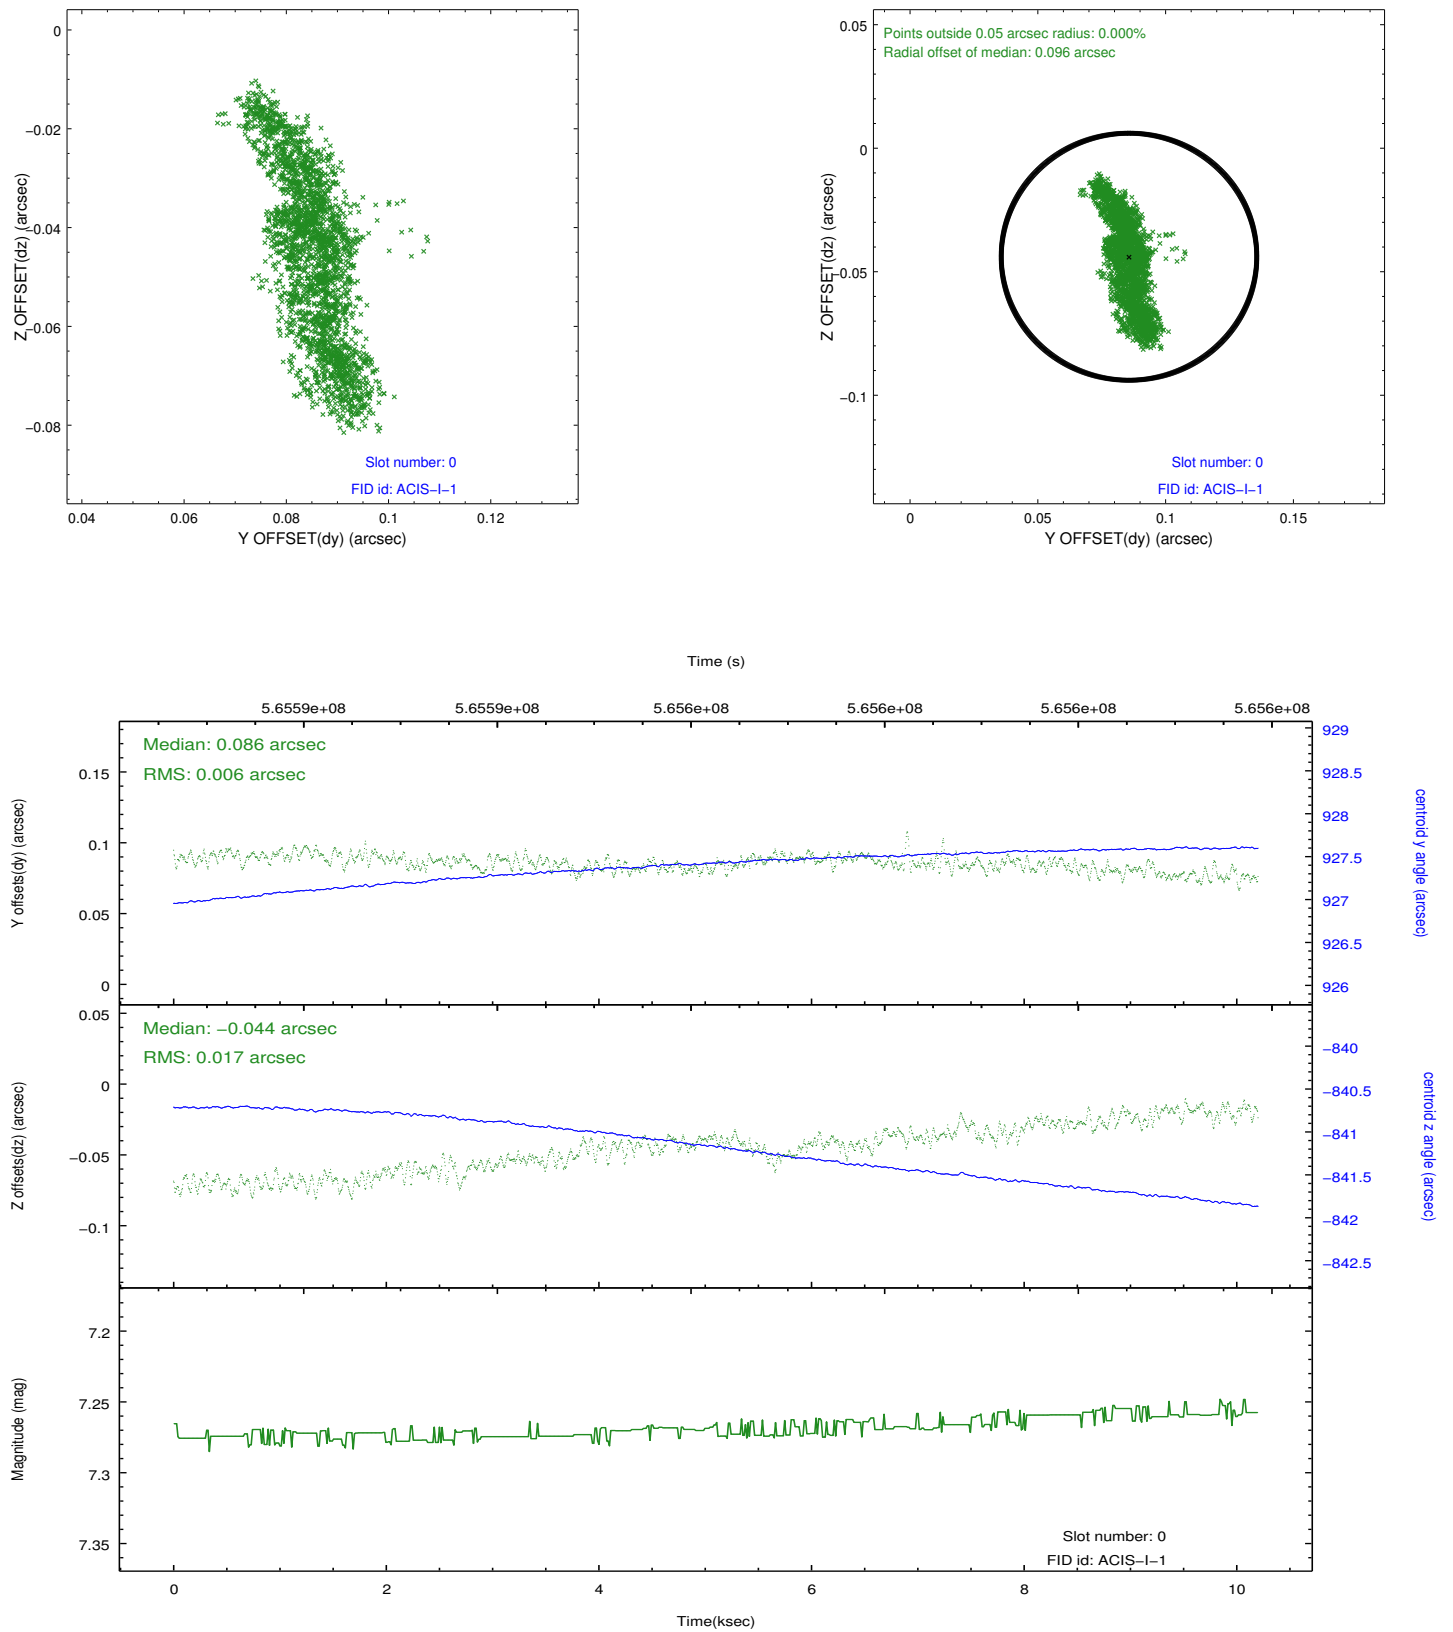 0
−0.02
−0.04
−0.06
−0.08
Z OFFSET(dz) (arcsec)
0.04 0.06 0.08 0.1 0.12
Y OFFSET(dy) (arcsec)
Slot number: 0
FID id: ACIS−I−1
Points outside 0.05 arcsec radius: 0.000%
Radial offset of median: 0.096 arcsec
0.05
0
−0.05
−0.1
Z OFFSET(dz) (arcsec)
0 0.05 0.1 0.15
Y OFFSET(dy) (arcsec)
Slot number: 0
FID id: ACIS−I−1
Time (s)
5.6559e+08 5.6559e+08 5.656e+08 5.656e+08 5.656e+08 5.656e+08
Median: 0.086 arcsec
RMS: 0.006 arcsec
0.15
0.1
0.05
0
Y offsets(dy) (arcsec)
929
928.5
928
927.5
927
926.5
926
centroid y angle (arcsec)
Median: −0.044 arcsec
RMS: 0.017 arcsec
0.05
0
−0.05
−0.1
Z offsets(dz) (arcsec)
−840
−840.5
−841
−841.5
−842
−842.5
centroid z angle (arcsec)
7.2
7.25
7.3
7.35
Magnitude (mag)
Slot number: 0
FID id: ACIS−I−1
0 2 4 6 8 10
Time(ksec)